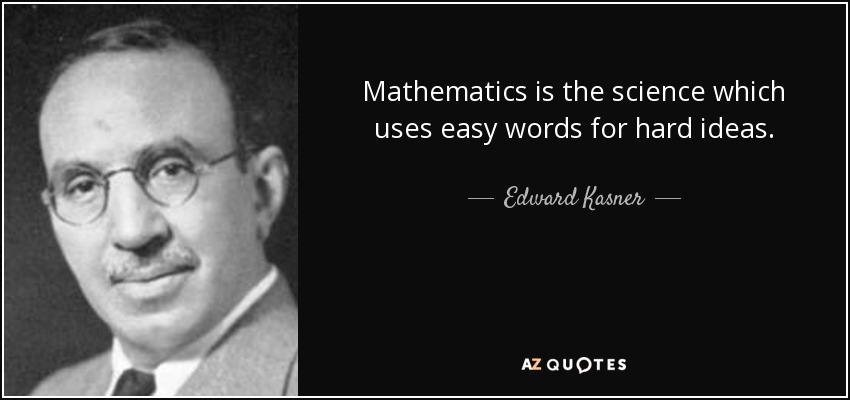 Mathematics is the science which
uses easy words for hard ideas.
Edward Kasner
AZ QUOTES